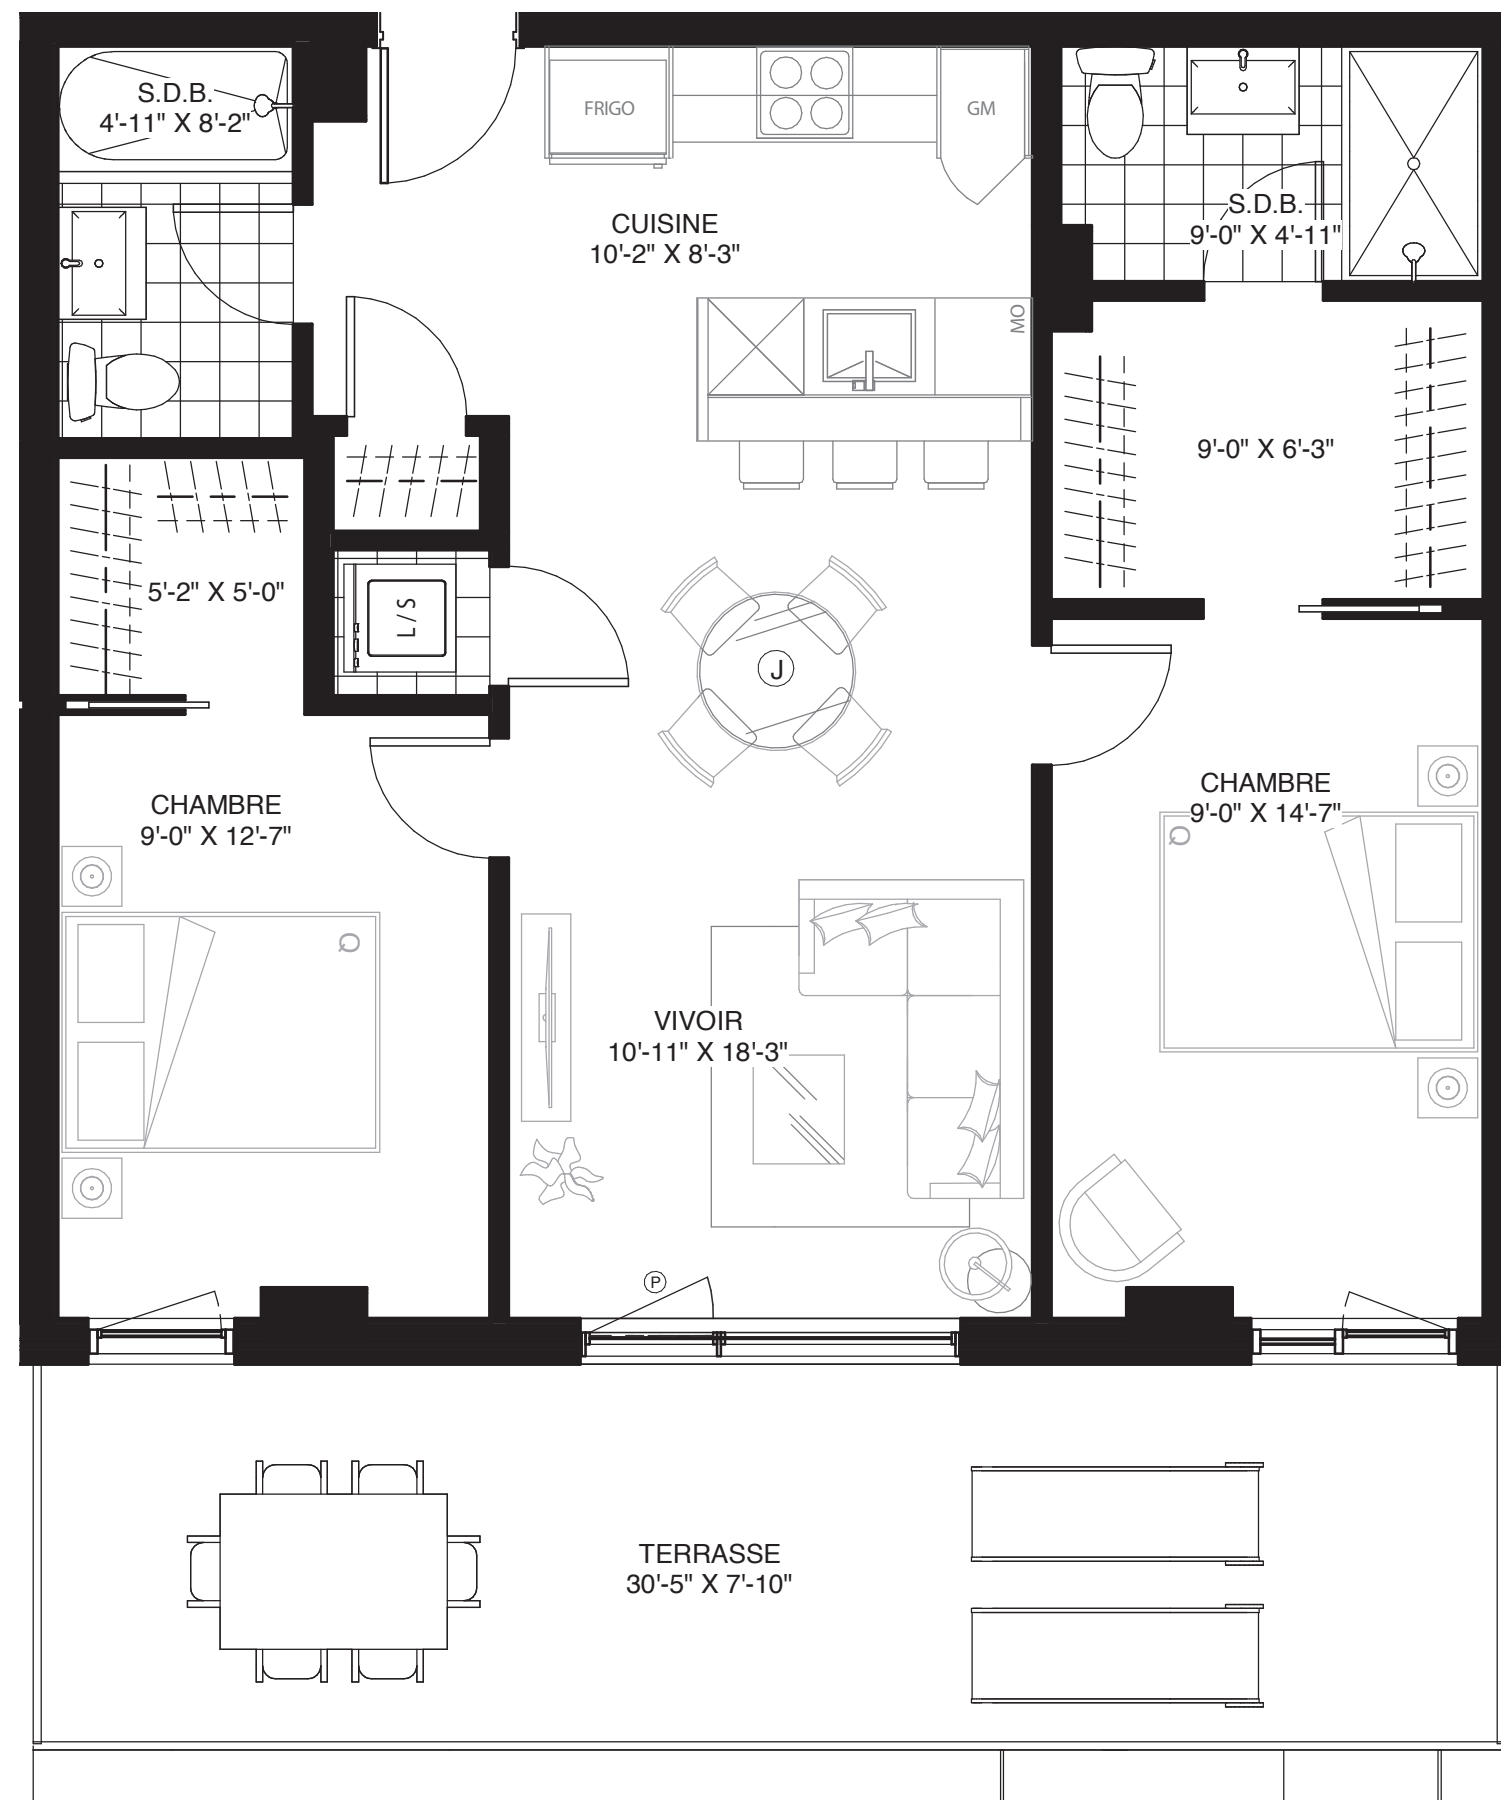 S.D.B.
4'-11" X 8'-2"
FRIGO
GM
CUISINE
10'-2" X 8'-3"
S.D.B.
9'-0" X 4'-11"
MO
9'-0" X 6'-3"
5'-2" X 5'-0"
L/S
J
CHAMBRE
9'-0" X 12'-7"
CHAMBRE
9'-0" X 14'-7"
Q
Q
VIVOIR
10'-11" X 18'-3"
P
TERRASSE
30'-5" X 7'-10"